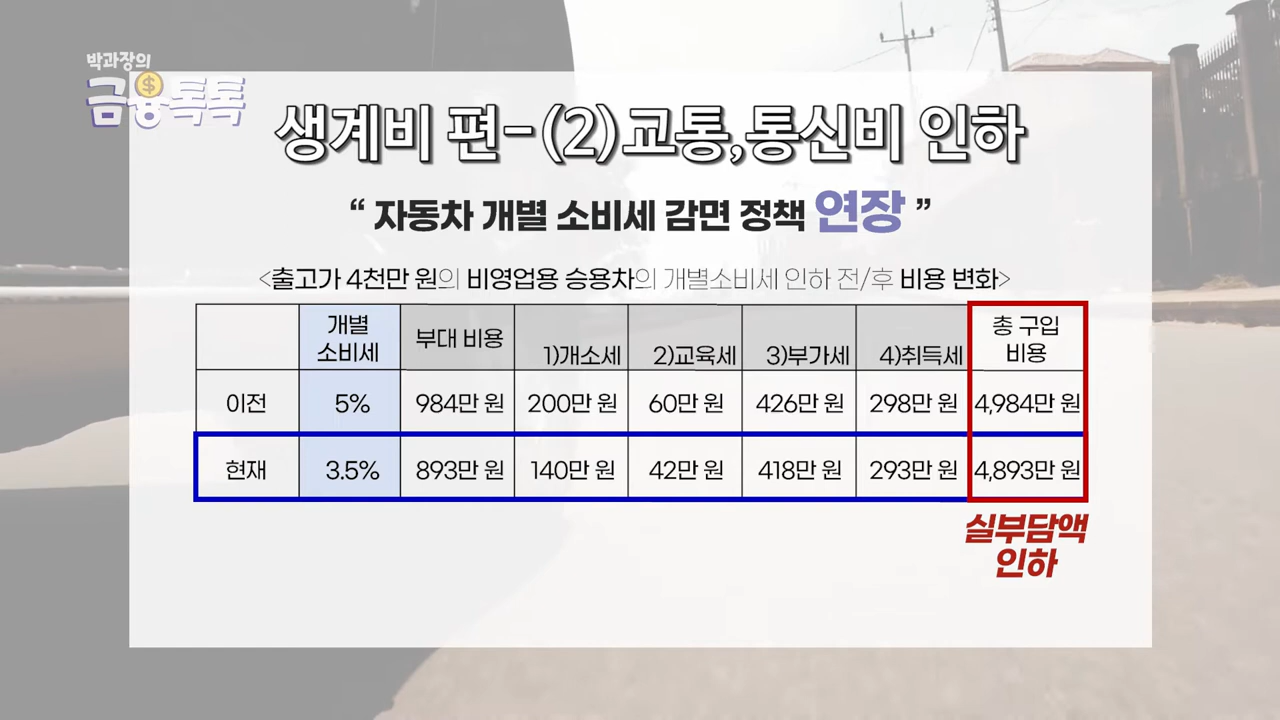 박과장의
금융톡톡
생계비 편-(2)교통,통신비 인하
“ 자동차 개별 소비세 감면 정책 연장 ”
<출고가 4천만 원의 비영업용 승용차의 개별소비세 인하 전/후 비용 변화>
개별 소비세 부대 비용 1)개소세 2)교육세 3)부가세 4)취득세 총 구입 비용
이전 5% 984만 원 200만 원 60만 원 426만 원 298만 원 4,984만 원
현재 3.5% 893만 원 140만 원 42만 원 418만 원 293만 원 4,893만 원
실부담액
인하